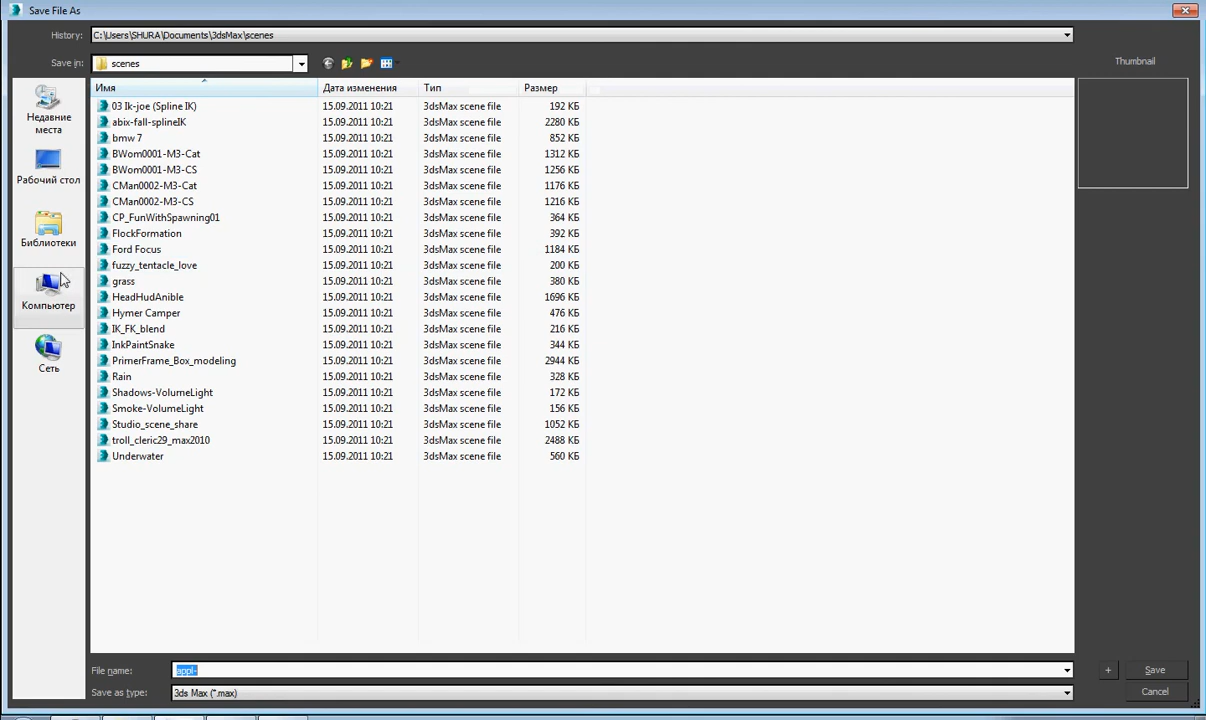 Save File As
History: C:\Users\SHURA\Documents\3dsMax\scenes
Save in: scenes
Thumbnail
Недавние места
Рабочий стол
Библиотеки
Компьютер
Сеть
Имя Дата изменения Тип Размер
03 Ik-joe (Spline IK) 15.09.2011 10:21 3dsMax scene file 192 КБ
abix-fall-splineIK 15.09.2011 10:21 3dsMax scene file 2280 КБ
bmw 7 15.09.2011 10:21 3dsMax scene file 852 КБ
BWom0001-M3-Cat 15.09.2011 10:21 3dsMax scene file 1312 КБ
BWom0001-M3-CS 15.09.2011 10:21 3dsMax scene file 1256 КБ
CMan0002-M3-Cat 15.09.2011 10:21 3dsMax scene file 1176 КБ
CMan0002-M3-CS 15.09.2011 10:21 3dsMax scene file 1216 КБ
CP_FunWithSpawning01 15.09.2011 10:21 3dsMax scene file 364 КБ
FlockFormation 15.09.2011 10:21 3dsMax scene file 392 КБ
Ford Focus 15.09.2011 10:21 3dsMax scene file 1184 КБ
fuzzy_tentacle_love 15.09.2011 10:21 3dsMax scene file 200 КБ
grass 15.09.2011 10:21 3dsMax scene file 380 КБ
HeadHudAnible 15.09.2011 10:21 3dsMax scene file 1696 КБ
Hymer Camper 15.09.2011 10:21 3dsMax scene file 476 КБ
IK_FK_blend 15.09.2011 10:21 3dsMax scene file 216 КБ
InkPaintSnake 15.09.2011 10:21 3dsMax scene file 344 КБ
PrimerFrame_Box_modeling 15.09.2011 10:21 3dsMax scene file 2944 КБ
Rain 15.09.2011 10:21 3dsMax scene file 328 КБ
Shadows-VolumeLight 15.09.2011 10:21 3dsMax scene file 172 КБ
Smoke-VolumeLight 15.09.2011 10:21 3dsMax scene file 156 КБ
Studio_scene_share 15.09.2011 10:21 3dsMax scene file 1052 КБ
troll_cleric29_max2010 15.09.2011 10:21 3dsMax scene file 2488 КБ
Underwater 15.09.2011 10:21 3dsMax scene file 560 КБ
File name: + Save
Save as type: 3ds Max (*.max) Cancel